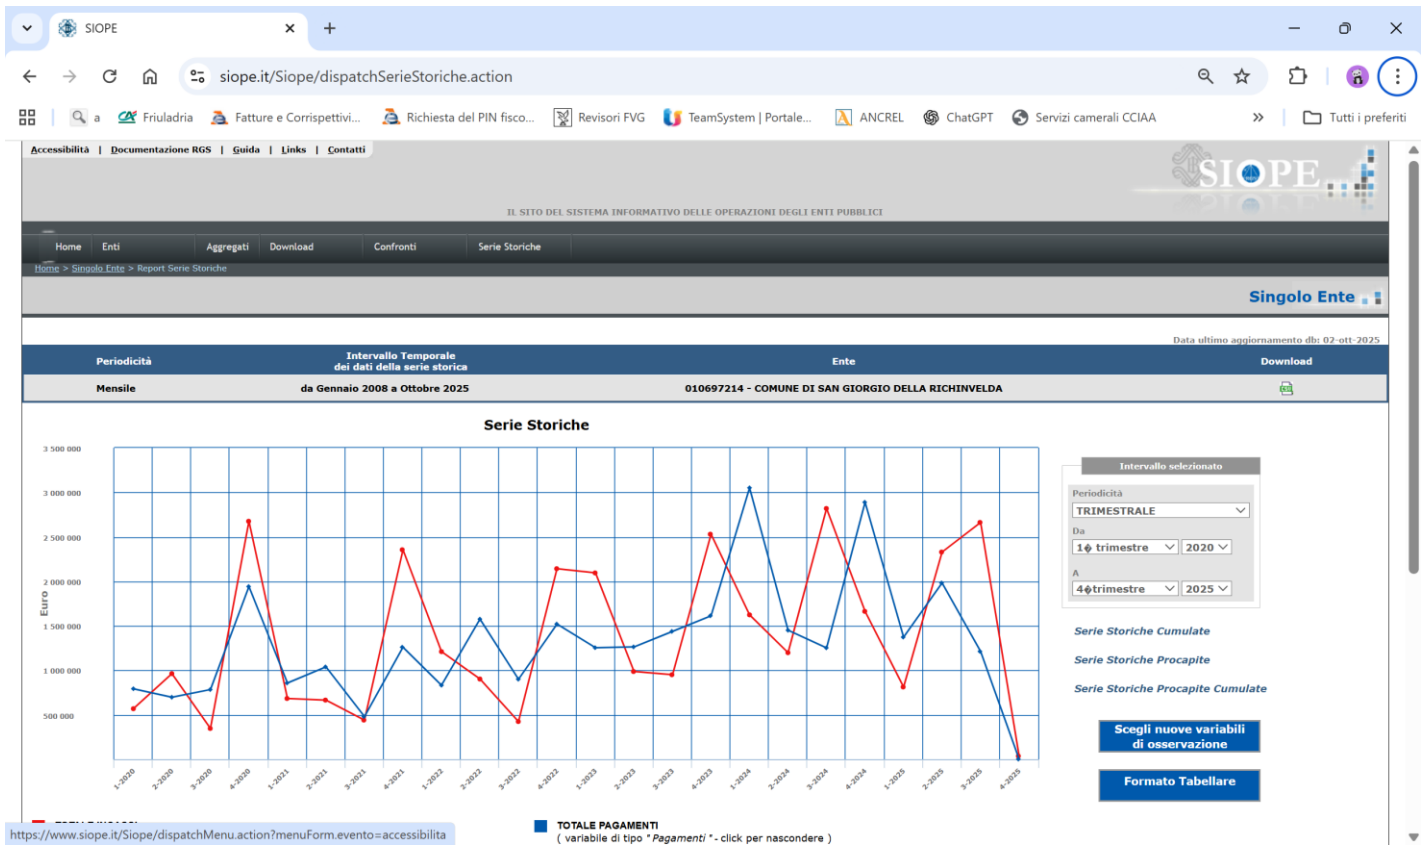 SIOPE
siope.it/Siope/dispatchSerieStoriche.action
a
Friuladria
Fatture e Corrispettivi...
Richiesta del PIN fisco...
Revisori FVG
TeamSystem | Portale...
ANCREL
ChatGPT
Servizi camerali CCIAA
Tutti i preferiti
Accessibilità | Documentazione RGS | Guida | Links | Contatti
SIOPE
IL SITO DEL SISTEMA INFORMATIVO DELLE OPERAZIONI DEGLI ENTI PUBBLICI
Home Enti Aggregati Download Confronti Serie Storiche
Home > Singolo Ente > Report Serie Storiche
Singolo Ente
Data ultimo aggiornamento db: 02-ott-2025
Periodicità
Intervallo Temporale
dei dati della serie storica
Ente
Download
Mensile
da Gennaio 2008 a Ottobre 2025
010697214 - COMUNE DI SAN GIORGIO DELLA RICHINVELDA
Serie Storiche
3 500 000
3 000 000
2 500 000
2 000 000
1 500 000
1 000 000
500 000
Euro
1-2020
2-2020
3-2020
4-2020
1-2021
2-2021
3-2021
4-2021
1-2022
2-2022
3-2022
4-2022
1-2023
2-2023
3-2023
4-2023
1-2024
2-2024
3-2024
4-2024
1-2025
2-2025
3-2025
4-2025
Intervallo selezionato
Periodicità
TRIMESTRALE
Da
1� trimestre 2020
A
4�trimestre 2025
Serie Storiche Cumulate
Serie Storiche Procapite
Serie Storiche Procapite Cumulate
Scegli nuove variabili
di osservazione
Formato Tabellare
TOTALE PAGAMENTI
( variabile di tipo "Pagamenti "- click per nascondere )
https://www.siope.it/Siope/dispatchMenu.action?menuForm.evento=accessibilita